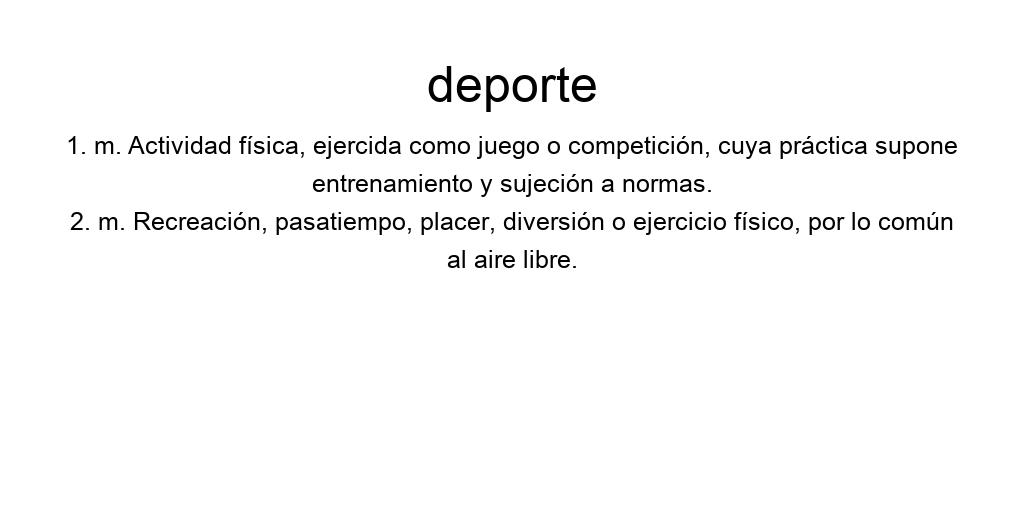 deporte
1. m. Actividad física, ejercida como juego o competición, cuya práctica supone
entrenamiento y sujeción a normas.
2. m. Recreación, pasatiempo, placer, diversión o ejercicio físico, por lo común
al aire libre.